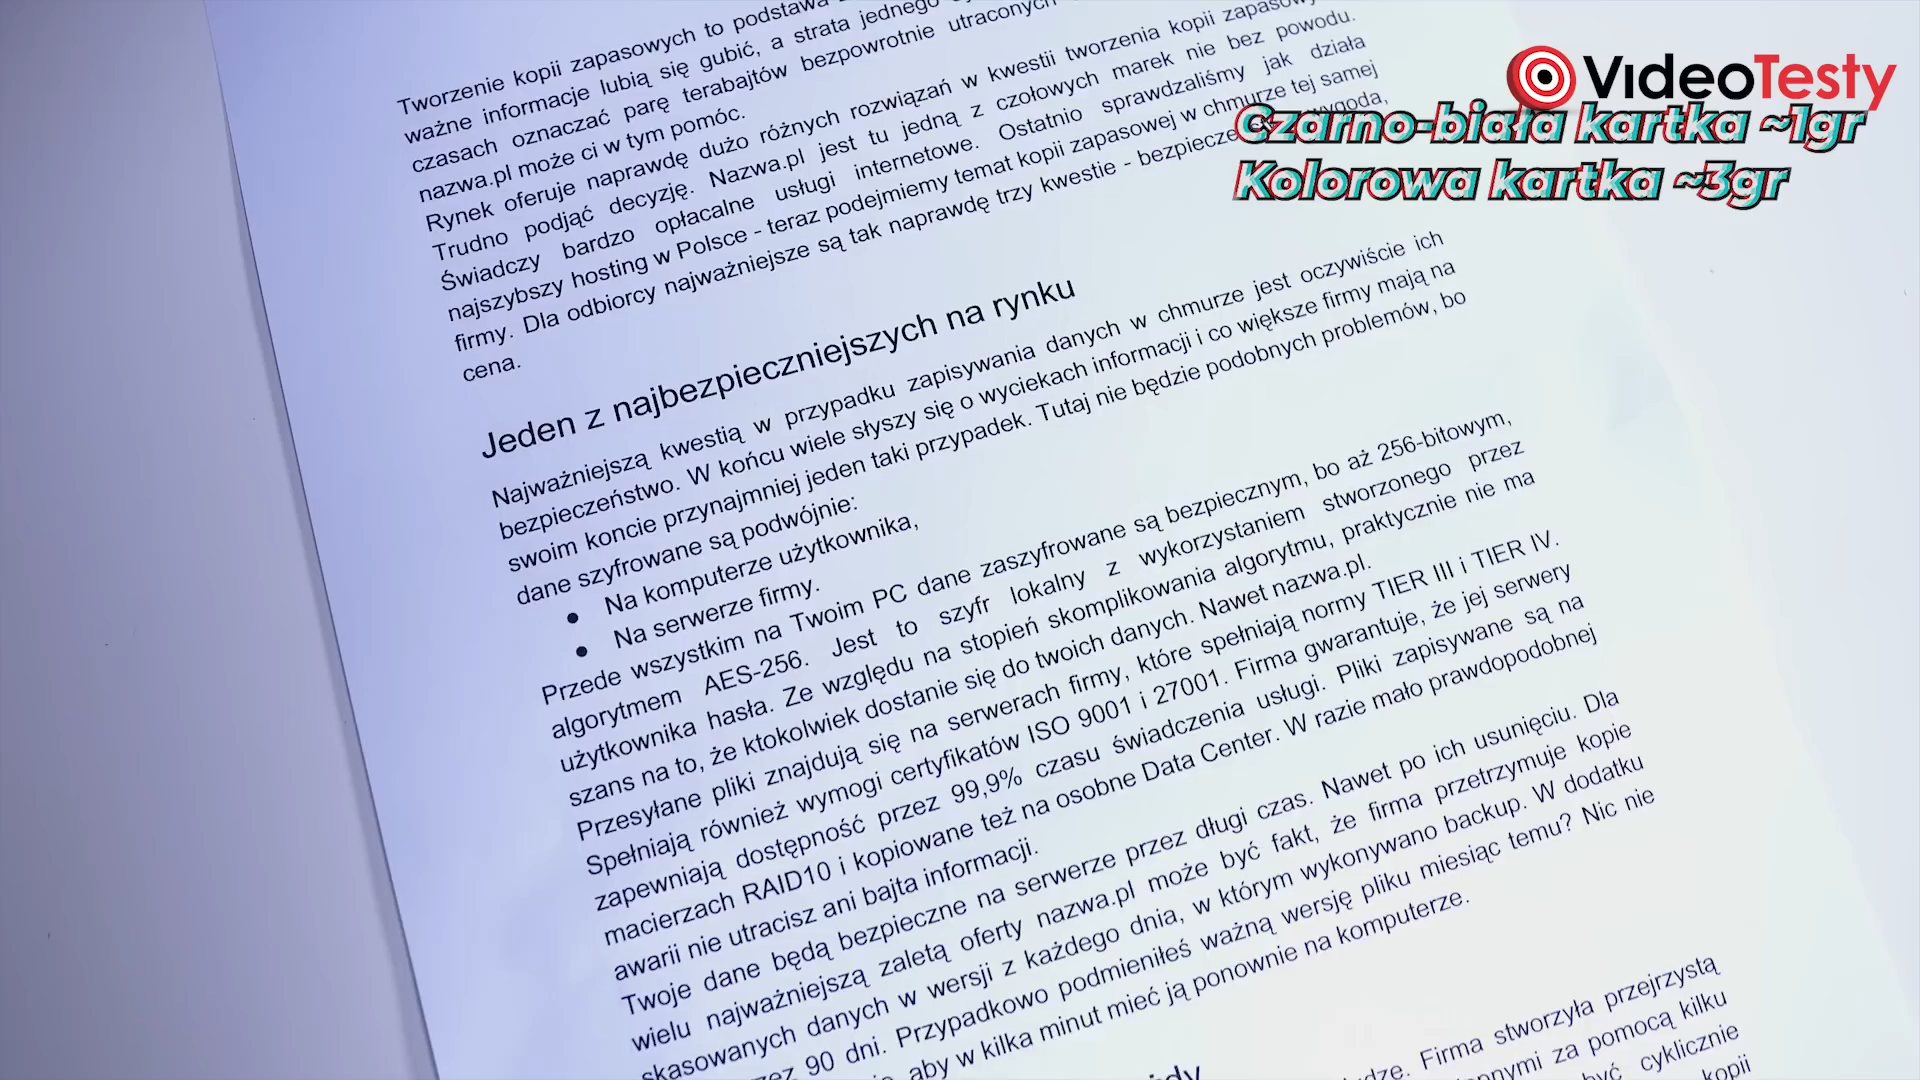 VideoTesty
Czarno-biała kartka ~1gr
Kolorowa kartka ~3gr
Tworzenie kopii zapasowych to podstawa
ważne informacje lubią się gubić, a strata jednego
czasach oznaczać parę terabajtów bezpowrotnie utraconych
nazwa.pl może ci w tym pomóc.
Rynek oferuje naprawdę dużo różnych rozwiązań w kwestii tworzenia kopii
Trudno podjąć decyzję. Nazwa.pl jest tu jedną z czołowych marek nie bez powodu.
Świadczy bardzo opłacalne usługi internetowe. Ostatnio sprawdzaliśmy jak działa
najszybszy hosting w Polsce - teraz podejmiemy temat kopii zapasowej w chmurze tej samej
firmy. Dla odbiorcy najważniejsze są tak naprawdę trzy kwestie - wygoda,
cena.
Jeden z najbezpieczniejszych na rynku
Najważniejszą kwestią w przypadku zapisywania danych w chmurze jest oczywiście ich
bezpieczeństwo. W końcu wiele słyszy się o wyciekach informacji i co większe firmy mają na
swoim koncie przynajmniej jeden taki przypadek. Tutaj nie będzie podobnych problemów, bo
dane szyfrowane są podwójnie:
● Na komputerze użytkownika,
● Na serwerze firmy.
Przede wszystkim na Twoim PC dane zaszyfrowane są bezpiecznym, bo aż 256-bitowym,
algorytmem AES-256. Jest to szyfr lokalny z wykorzystaniem stworzonego przez
użytkownika hasła. Ze względu na stopień skomplikowania algorytmu, praktycznie nie ma
szans na to, że ktokolwiek dostanie się do twoich danych. Nawet nazwa.pl.
Przesyłane pliki znajdują się na serwerach firmy, które spełniają normy TIER III i TIER IV.
Spełniają również wymogi certyfikatów ISO 9001 i 27001. Firma gwarantuje, że jej serwery
zapewniają dostępność przez 99,9% czasu świadczenia usługi. Pliki zapisywane są na
macierzach RAID10 i kopiowane też na osobne Data Center. W razie mało prawdopodobnej
awarii nie utracisz ani bajta informacji.
Twoje dane będą bezpieczne na serwerze przez długi czas. Nawet po ich usunięciu. Dla
wielu najważniejszą zaletą oferty nazwa.pl może być fakt, że firma przetrzymuje kopie
skasowanych danych w wersji z każdego dnia, w którym wykonywano backup. W dodatku
90 dni. Przypadkowo podmieniłeś ważną wersję pliku miesiąc temu? Nic nie
aby w kilka minut mieć ją ponownie na komputerze.
Firma stworzyła przejrzystą
za pomocą kilku
być cyklicznie
kopii